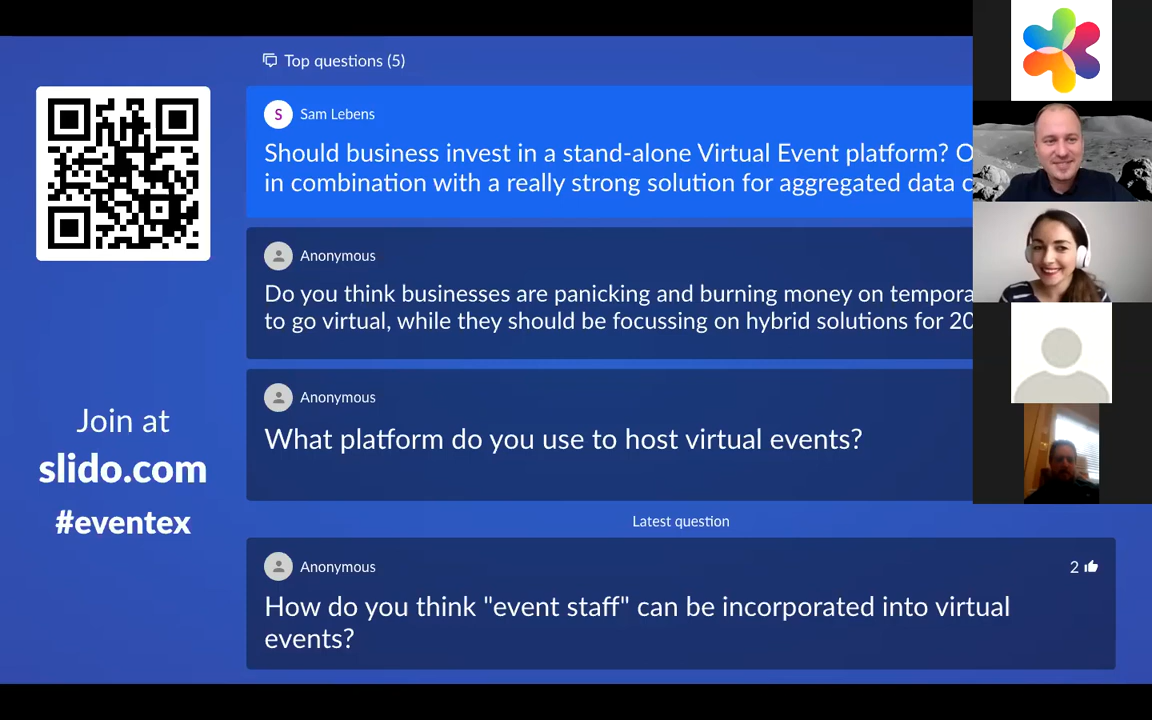 Top questions (5)
S
Sam Lebens
Should business invest in a stand-alone Virtual Event platform?
in combination with a really strong solution for aggregated data
Anonymous
Do you think businesses are panicking and burning money on
to go virtual, while they should be focussing on hybrid solutions for
Anonymous
What platform do you use to host virtual events?
Join at
slido.com
#eventex
Latest question
Anonymous
2
How do you think "event staff" can be incorporated into virtual
events?